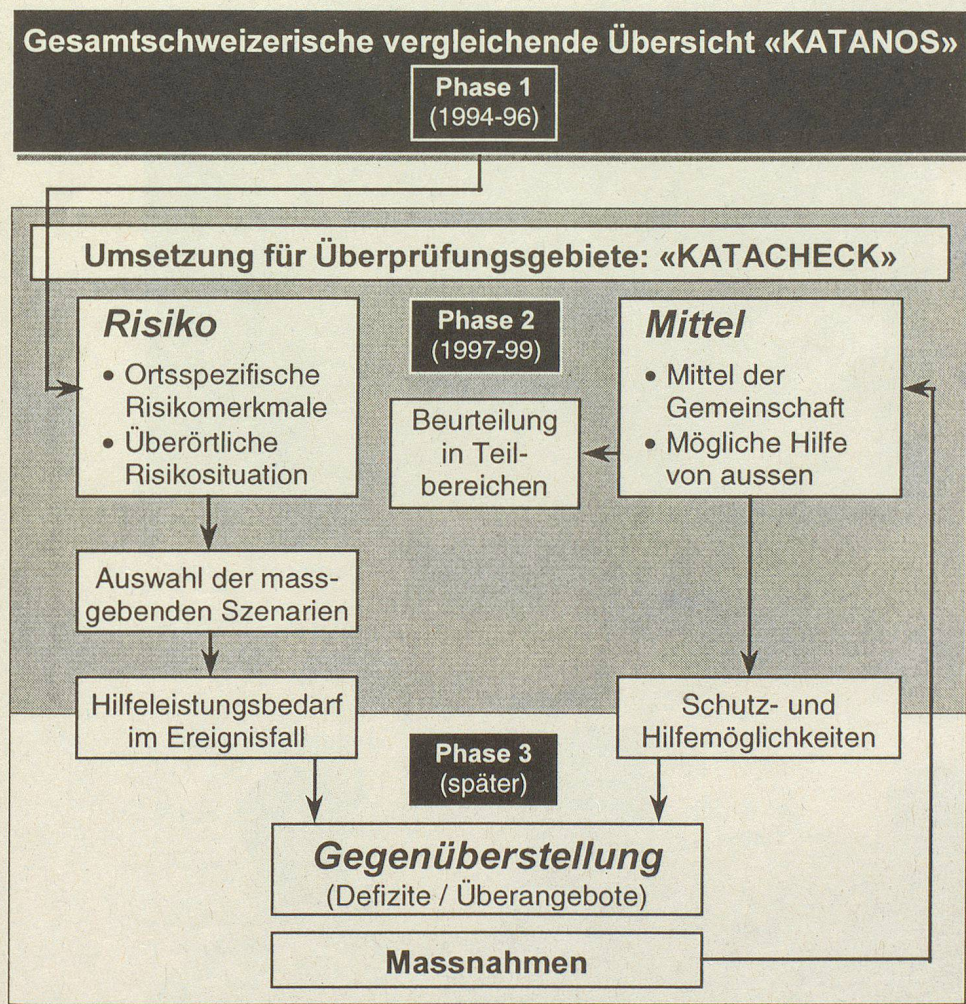 Gesamtschweizerische vergleichende Übersicht «KATANOS»
Phase 1
(1994-96)
Umsetzung für Überprüfungsgebiete: «KATACHECK»
Risiko
• Ortsspezifische
Risikomerkmale
• Überörtliche
Risikosituation
Phase 2
(1997-99)
Beurteilung
in Teil-
bereichen
Mittel
• Mittel der
Gemeinschaft
• Mögliche Hilfe
von aussen
Auswahl der mass-
gebenden Szenarien
Hilfeleistungsbedarf
im Ereignisfall
Schutz- und
Hilfemöglichkeiten
Phase 3
(später)
Gegenüberstellung
(Defizite / Überangebote)
Massnahmen